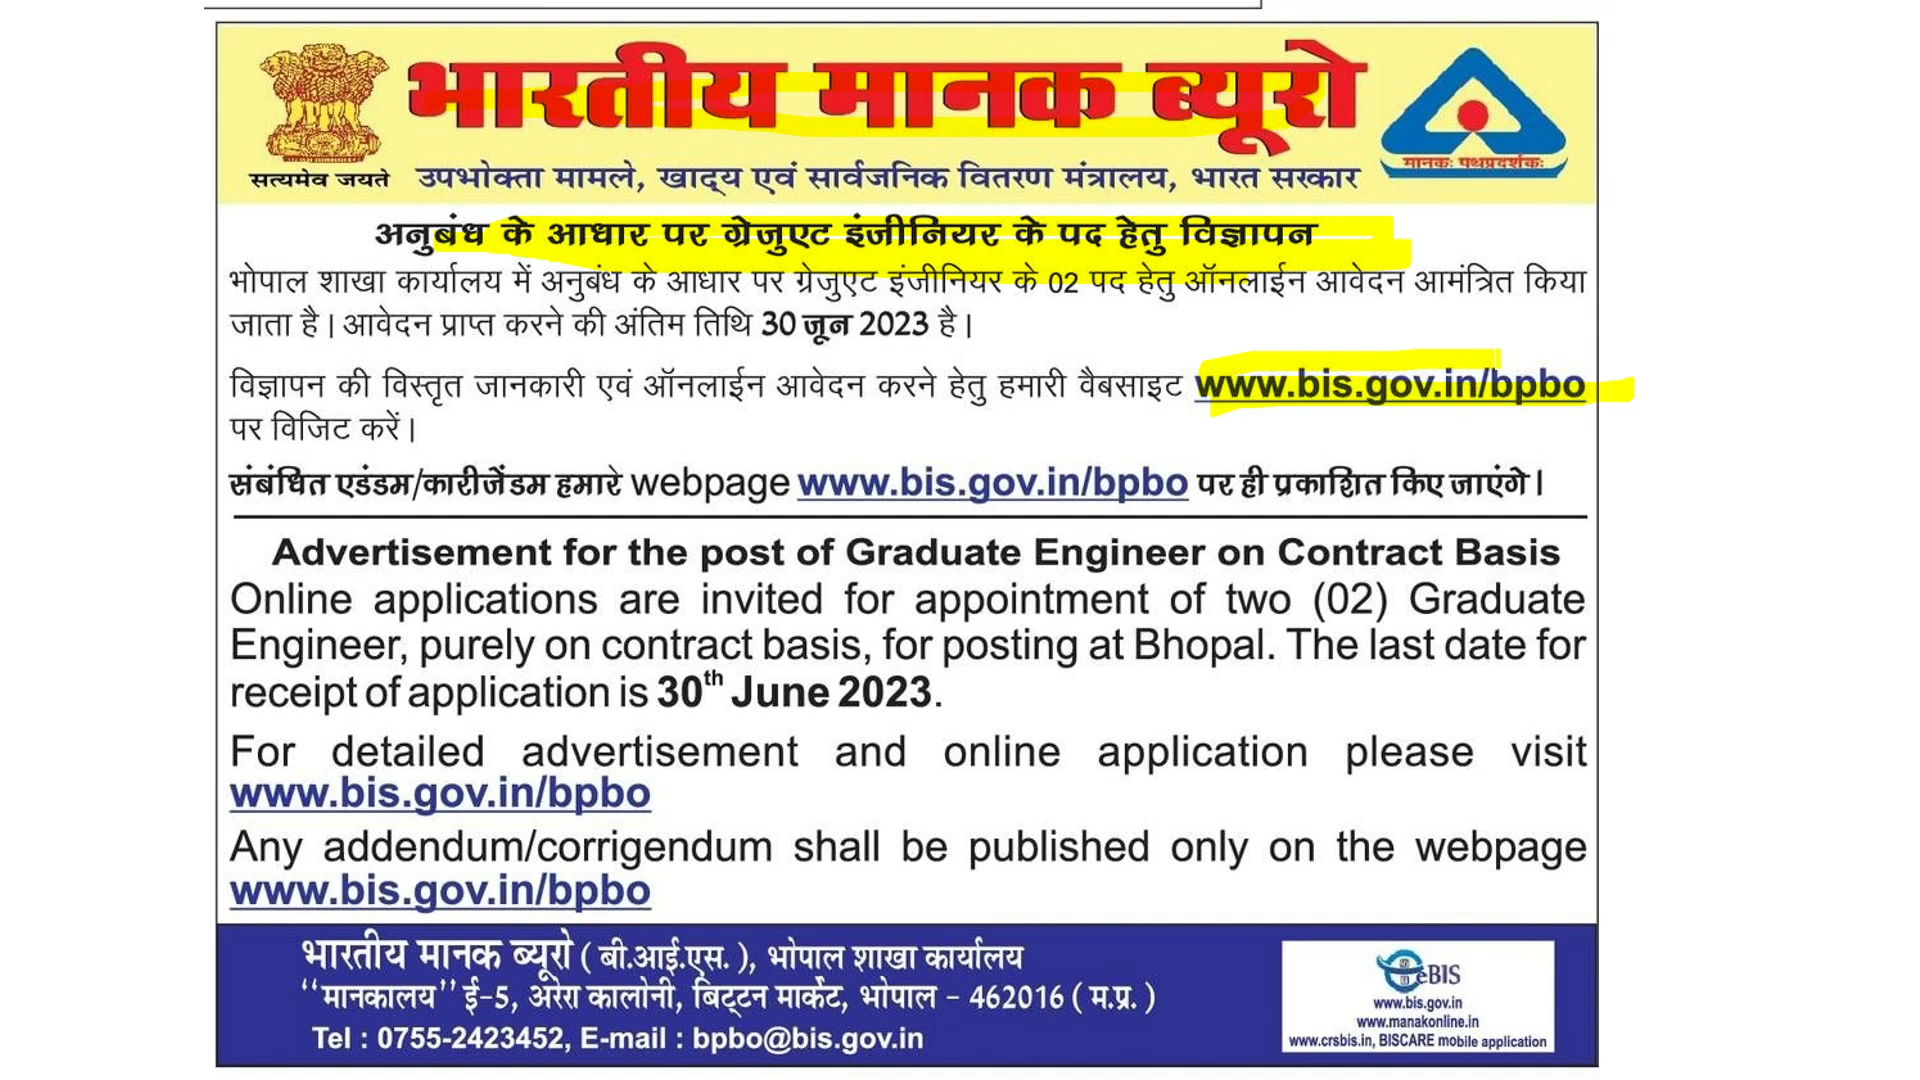 भारतीय मानक ब्यूरो
सत्यमेव जयते
उपभोक्ता मामले, खाद्य एवं सार्वजनिक वितरण मंत्रालय, भारत सरकार
मानकः पथप्रदर्शकः
अनुबंध के आधार पर ग्रेजुएट इंजीनियर के पद हेतु विज्ञापन
भोपाल शाखा कार्यालय में अनुबंध के आधार पर ग्रेजुएट इंजीनियर के 02 पद हेतु ऑनलाईन आवेदन आमंत्रित किया
जाता है। आवेदन प्राप्त करने की अंतिम तिथि 30 जून 2023 है।
विज्ञापन की विस्तृत जानकारी एवं ऑनलाईन आवेदन करने हेतु हमारी वैबसाइट www.bis.gov.in/bpbo
पर विजिट करें।
संबंधित एडंडम/कारीजेंडम हमारे webpage www.bis.gov.in/bpbo पर ही प्रकाशित किए जाएंगे।
Advertisement for the post of Graduate Engineer on Contract Basis
Online applications are invited for appointment of two (02) Graduate
Engineer, purely on contract basis, for posting at Bhopal. The last date for
receipt of application is 30th June 2023.
For detailed advertisement and online application please visit
www.bis.gov.in/bpbo
Any addendum/corrigendum shall be published only on the webpage
www.bis.gov.in/bpbo
भारतीय मानक ब्यूरो ( बी.आई.एस. ), भोपाल शाखा कार्यालय
‘‘मानकालय’’ ई-5, अरेरा कालोनी, बिट्टन मार्केट, भोपाल - 462016 ( म.प्र. )
Tel : 0755-2423452, E-mail : bpbo@bis.gov.in
eBIS
www.bis.gov.in
www.manakonline.in
www.crsbis.in, BISCARE mobile application